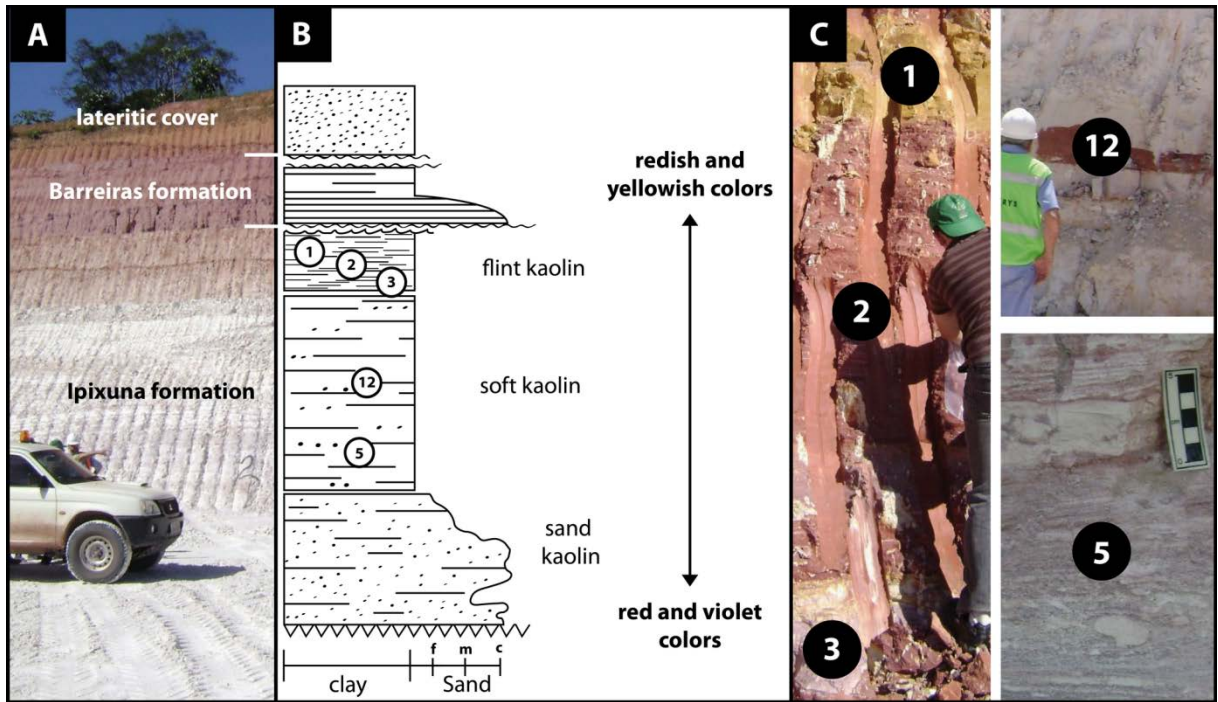 A
lateritic cover
Barreiras formation
Ipixuna formation
B
1
2
3
flint kaolin
12
soft kaolin
5
sand
kaolin
f m c
clay Sand
redish and
yellowish colors
red and violet
colors
C
1
2
3
12
5